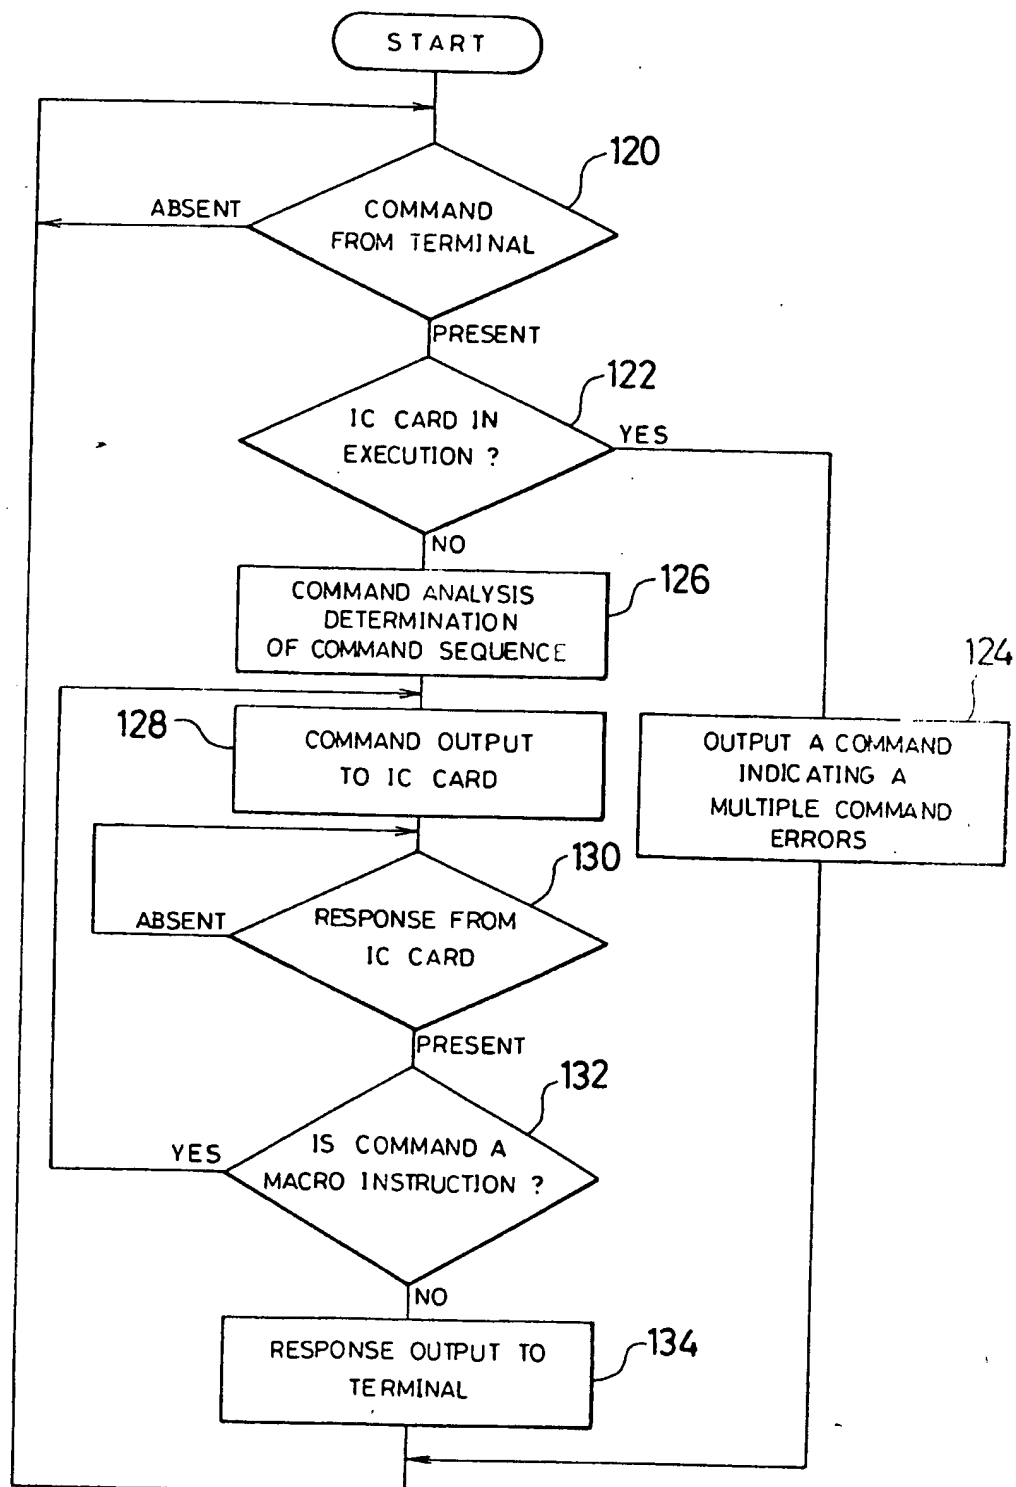 START
120
ABSENT
COMMAND
FROM TERMINAL
PRESENT
122
IC CARD IN
EXECUTION ?
YES
NO
126
COMMAND ANALYSIS
DETERMINATION
OF COMMAND SEQUENCE
124
128
COMMAND OUTPUT
TO IC CARD
OUTPUT A COMMAND
INDICATING A
MULTIPLE COMMAND
ERRORS
130
ABSENT
RESPONSE FROM
IC CARD
PRESENT
132
YES
IS COMMAND A
MACRO INSTRUCTION ?
NO
134
RESPONSE OUTPUT TO
TERMINAL